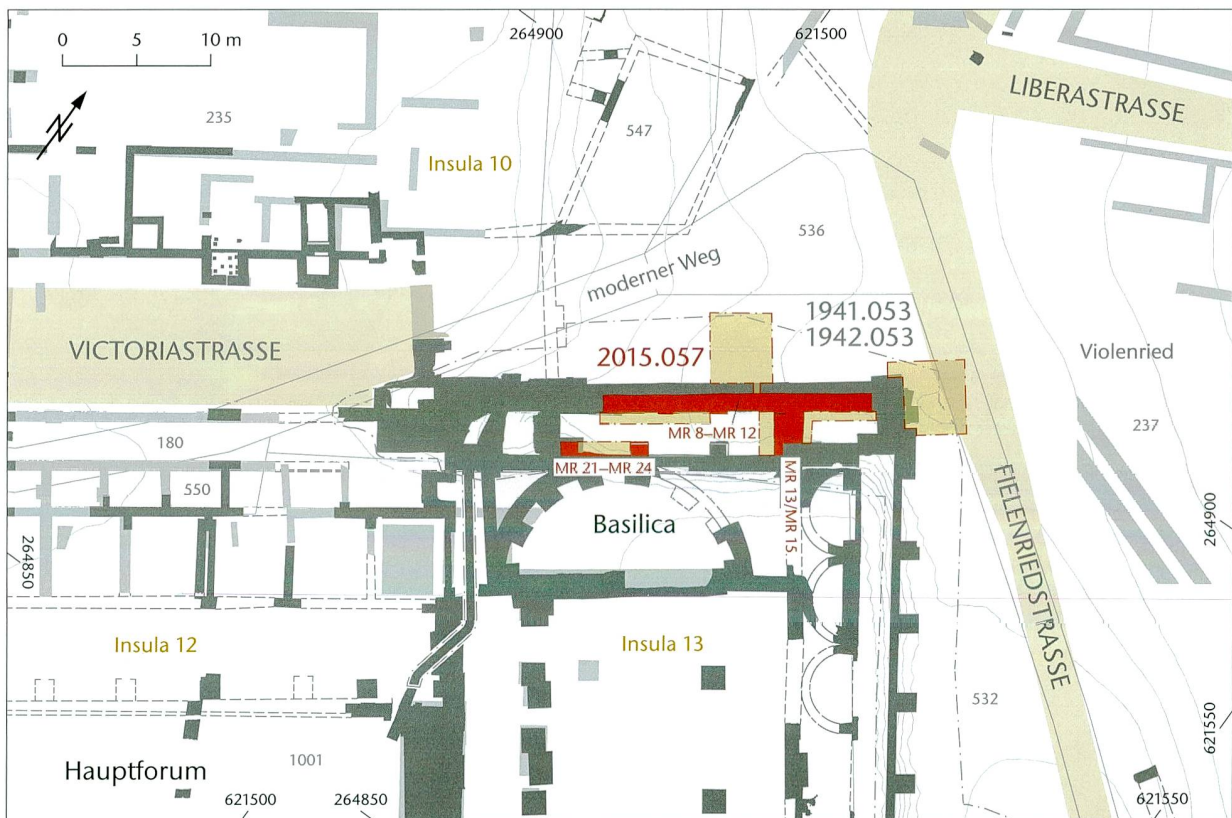 0 5 10 m
264900
621500
LIBERASTRASSE
N
235
547
Insula 10
536
moderner Weg
1941.053
1942.053
VICTORIASTRASSE
2015.057
Violenried
237
180
MR 8–MR 12
MR 21–MR 24
MR 13/MR 15
550
Basilica
FIELENRIEDSTRASSE
264900
264850
Insula 12
Insula 13
532
621550
Hauptforum
1001
621500
264850
621550